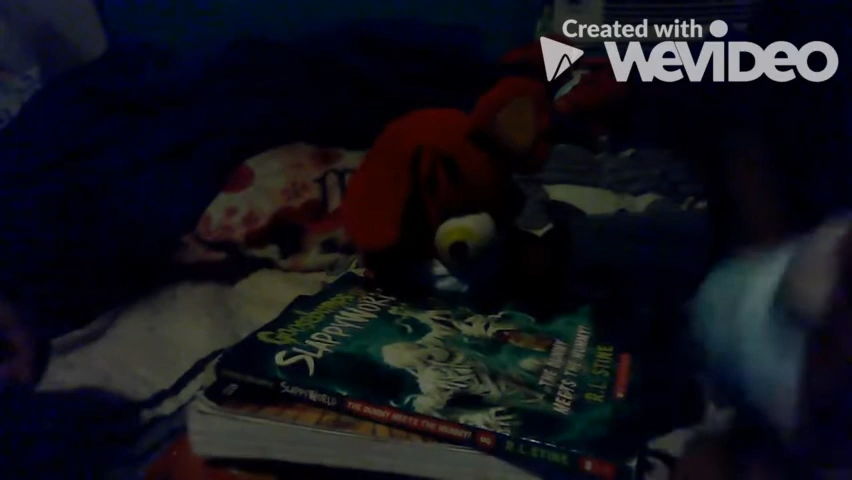 Created with
WEVIDEO
Goosebumps
SLAPPYWORLD
THE DUMMY
MEETS THE MUMMY!
R.L. STINE
SLAPPYWORLD THE DUMMY MEETS THE MUMMY! R.L. STINE